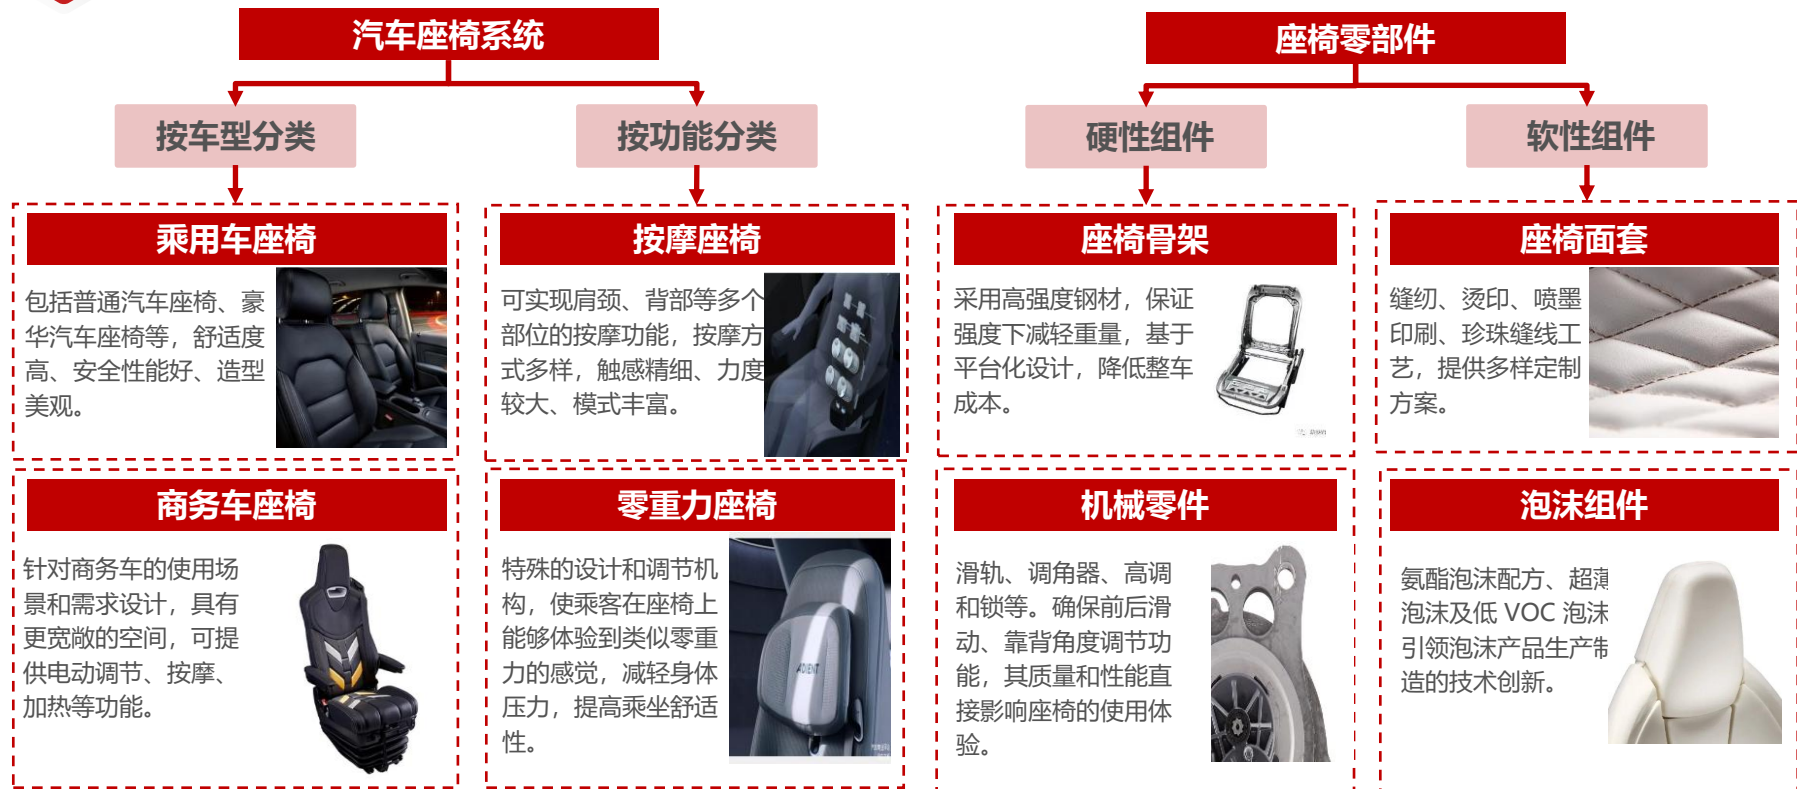 汽车座椅系统
座椅零部件
按车型分类
按功能分类
硬性组件
软性组件
乘用车座椅
包括普通汽车座椅、豪
华汽车座椅等，舒适度
高、安全性能好、造型
美观。
按摩座椅
可实现肩颈、背部等多个
部位的按摩功能，按摩方
式多样，触感精细、力度
较大、模式丰富。
座椅骨架
采用高强度钢材，保证
强度下减轻重量，基于
平台化设计，降低整车
成本。
座椅面套
缝纫、烫印、喷墨
印刷、珍珠缝线工
艺，提供多样定制
方案。
商务车座椅
针对商务车的使用场
景和需求设计，具有
更宽敞的空间，可提
供电动调节、按摩、
加热等功能。
零重力座椅
特殊的设计和调节机
构，使乘客在座椅上
能够体验到类似零重
力的感觉，减轻身体
压力，提高乘坐舒适
性。
ADIENT
机械零件
滑轨、调角器、高调
和锁等。确保前后滑
动、靠背角度调节功
能，其质量和性能直
接影响座椅的使用体
验。
泡沫组件
氨酯泡沫配方、超薄
泡沫及低 VOC 泡沫
引领泡沫产品生产制
造的技术创新。